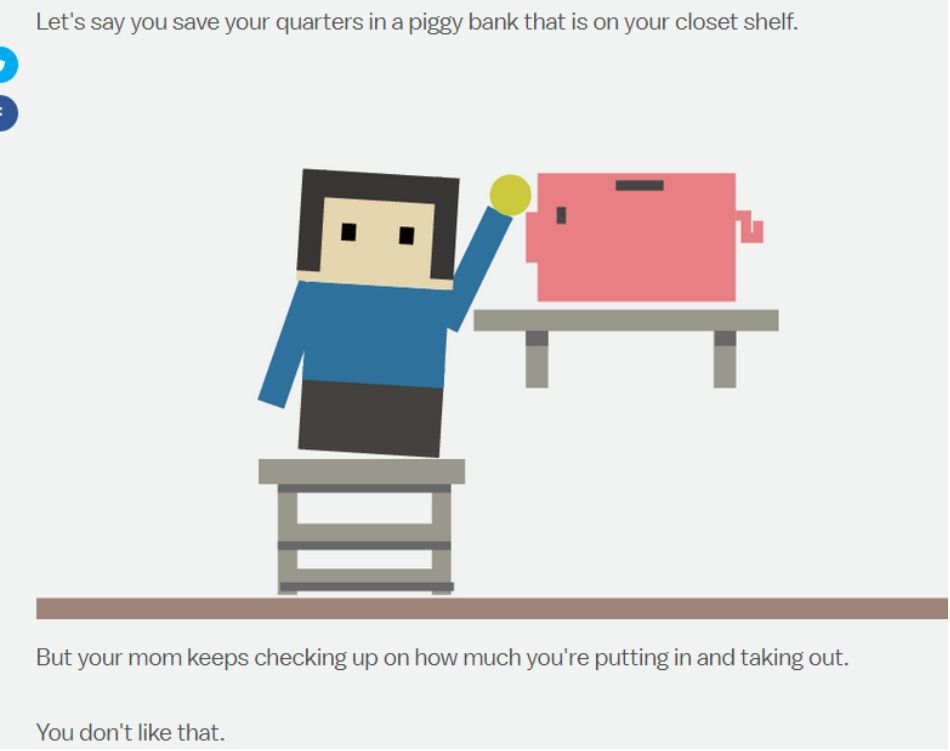 Let's say you save your quarters in a piggy bank that is on your closet shelf.
But your mom keeps checking up on how much you're putting in and taking out.
You don't like that.